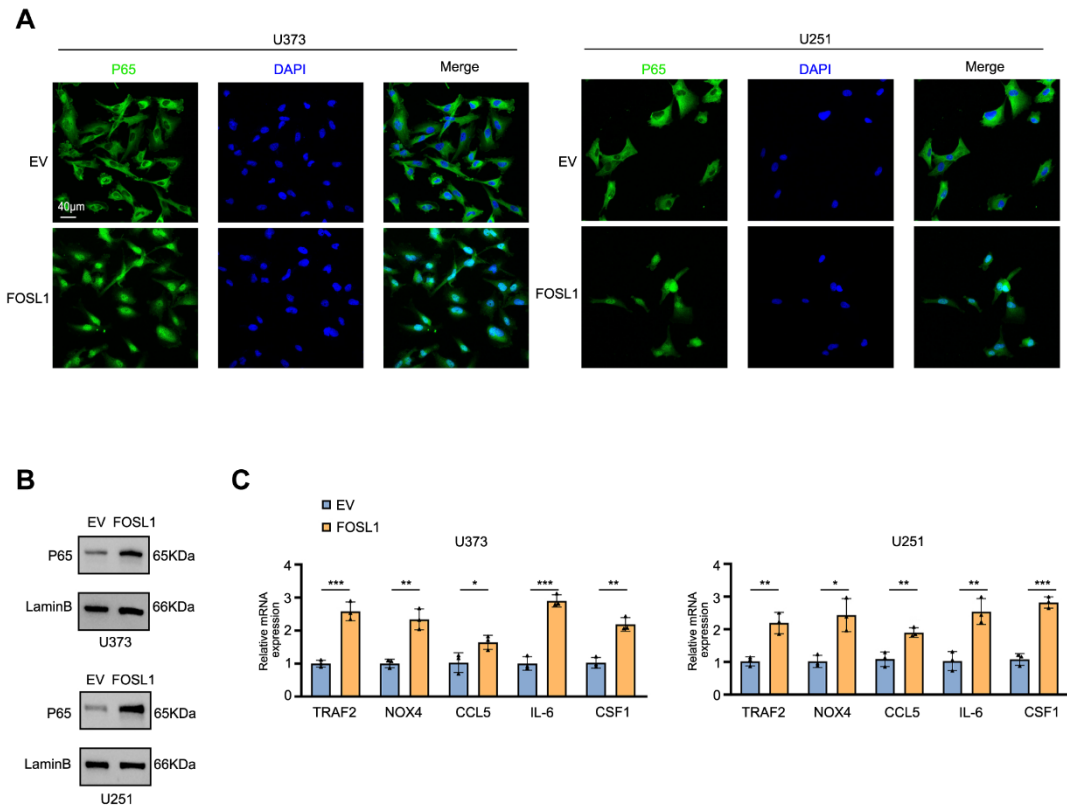 A
U373
U251
P65 DAPI Merge
P65 DAPI Merge
EV
EV
40μm
FOSL1
FOSL1
B
EV FOSL1
P65 65KDa
LaminB 66KDa
U373
EV FOSL1
P65 65KDa
LaminB 66KDa
U251
C
EV
FOSL1
U373
Relative mRNA
expression
4
3
2
1
0
*** ** * *** **
TRAF2 NOX4 CCL5 IL-6 CSF1
U251
Relative mRNA
expression
4
3
2
1
0
** * ** ** ***
TRAF2 NOX4 CCL5 IL-6 CSF1